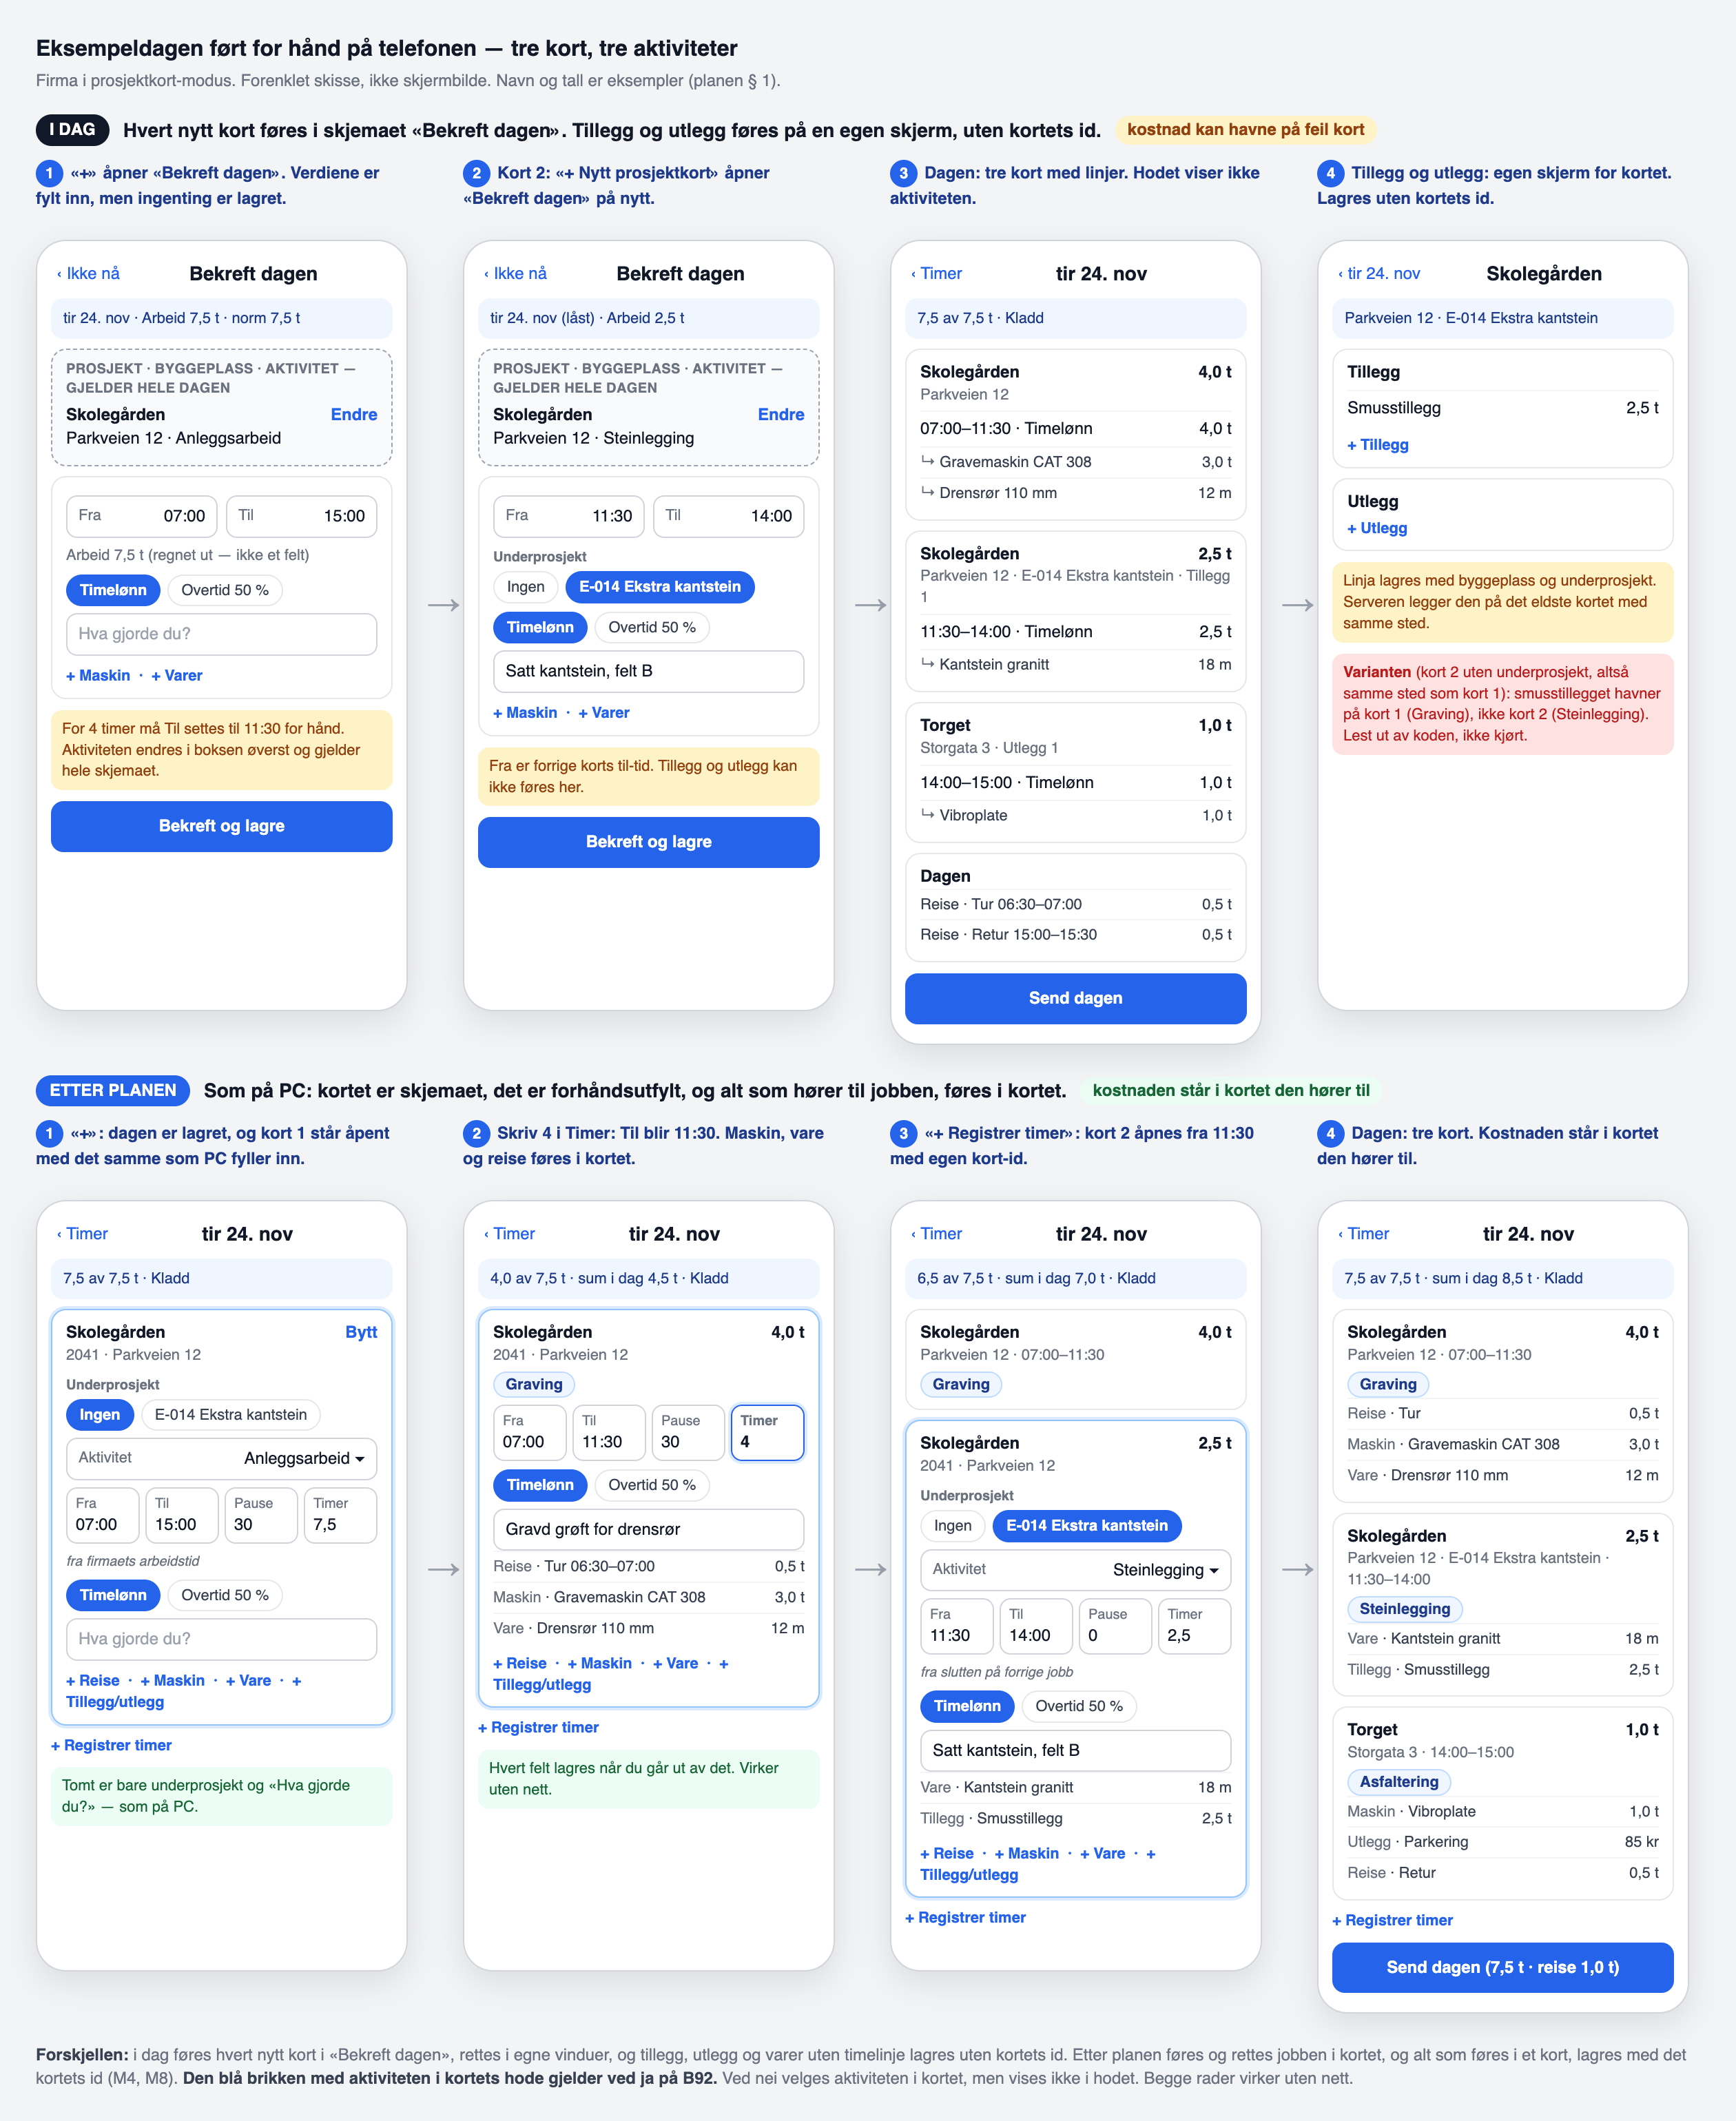 Eksempeldagen ført for hånd på telefonen — tre kort, tre aktiviteter
Firma i prosjektkort-modus. Forenklet skisse, ikke skjermbilde. Navn og tall er eksempler (planen § 1).
I DAG
Hvert nytt kort føres i skjemaet «Bekreft dagen». Tillegg og utlegg føres på en egen skjerm, uten kortets id.
kostnad kan havne på feil kort
1 «+» åpner «Bekreft dagen». Verdiene er
fylt inn, men ingenting er lagret.
‹ Ikke nå
Bekreft dagen
tir 24. nov · Arbeid 7,5 t · norm 7,5 t
PROSJEKT · BYGGEPLASS · AKTIVITET —
GJELDER HELE DAGEN
Skolegården Endre
Parkveien 12 · Anleggsarbeid
Fra 07:00 Til 15:00
Arbeid 7,5 t (regnet ut — ikke et felt)
Timelønn Overtid 50 %
Hva gjorde du?
+ Maskin · + Varer
For 4 timer må Til settes til 11:30 for hånd.
Aktiviteten endres i boksen øverst og gjelder
hele skjemaet.
Bekreft og lagre
→
2 Kort 2: «+ Nytt prosjektkort» åpner
«Bekreft dagen» på nytt.
‹ Ikke nå
Bekreft dagen
tir 24. nov (låst) · Arbeid 2,5 t
PROSJEKT · BYGGEPLASS · AKTIVITET —
GJELDER HELE DAGEN
Skolegården Endre
Parkveien 12 · Steinlegging
Fra 11:30 Til 14:00
Underprosjekt
Ingen E-014 Ekstra kantstein
Timelønn Overtid 50 %
Satt kantstein, felt B
+ Maskin · + Varer
Fra er forrige korts til-tid. Tillegg og utlegg kan
ikke føres her.
Bekreft og lagre
→
3 Dagen: tre kort med linjer. Hodet viser ikke
aktiviteten.
‹ Timer
tir 24. nov
7,5 av 7,5 t · Kladd
Skolegården 4,0 t
Parkveien 12
07:00–11:30 · Timelønn 4,0 t
↳ Gravemaskin CAT 308 3,0 t
↳ Drensrør 110 mm 12 m
Skolegården 2,5 t
Parkveien 12 · E-014 Ekstra kantstein · Tillegg
1
11:30–14:00 · Timelønn 2,5 t
↳ Kantstein granitt 18 m
Torget 1,0 t
Storgata 3 · Utlegg 1
14:00–15:00 · Timelønn 1,0 t
↳ Vibroplate 1,0 t
Dagen
Reise · Tur 06:30–07:00 0,5 t
Reise · Retur 15:00–15:30 0,5 t
Send dagen
→
4 Tillegg og utlegg: egen skjerm for kortet.
Lagres uten kortets id.
‹ tir 24. nov
Skolegården
Parkveien 12 · E-014 Ekstra kantstein
Tillegg
Smusstillegg 2,5 t
+ Tillegg
Utlegg
+ Utlegg
Linja lagres med byggeplass og underprosjekt.
Serveren legger den på det eldste kortet med
samme sted.
Varianten (kort 2 uten underprosjekt, altså
samme sted som kort 1): smusstillegget havner
på kort 1 (Graving), ikke kort 2 (Steinlegging).
Lest ut av koden, ikke kjørt.
ETTER PLANEN
Som på PC: kortet er skjemaet, det er forhåndsutfylt, og alt som hører til jobben, føres i kortet.
kostnaden står i kortet den hører til
1 «+»: dagen er lagret, og kort 1 står åpent
med det samme som PC fyller inn.
‹ Timer
tir 24. nov
7,5 av 7,5 t · Kladd
Skolegården Bytt
2041 · Parkveien 12
Underprosjekt
Ingen E-014 Ekstra kantstein
Aktivitet Anleggsarbeid
Fra Til Pause Timer
07:00 15:00 30 7,5
fra firmaets arbeidstid
Timelønn Overtid 50 %
Hva gjorde du?
+ Reise · + Maskin · + Vare · +
Tillegg/utlegg
+ Registrer timer
Tomt er bare underprosjekt og «Hva gjorde
du?» — som på PC.
→
2 Skriv 4 i Timer: Til blir 11:30. Maskin, vare
og reise føres i kortet.
‹ Timer
tir 24. nov
4,0 av 7,5 t · sum i dag 4,5 t · Kladd
Skolegården 4,0 t
2041 · Parkveien 12
Graving
Fra Til Pause Timer
07:00 11:30 30 4
Timelønn Overtid 50 %
Gravd grøft for drensrør
Reise · Tur 06:30–07:00 0,5 t
Maskin · Gravemaskin CAT 308 3,0 t
Vare · Drensrør 110 mm 12 m
+ Reise · + Maskin · + Vare · +
Tillegg/utlegg
+ Registrer timer
Hvert felt lagres når du går ut av det. Virker
uten nett.
→
3 «+ Registrer timer»: kort 2 åpnes fra 11:30
med egen kort-id.
‹ Timer
tir 24. nov
6,5 av 7,5 t · sum i dag 7,0 t · Kladd
Skolegården 4,0 t
Parkveien 12 · 07:00–11:30
Graving
Skolegården 2,5 t
2041 · Parkveien 12
Underprosjekt
Ingen E-014 Ekstra kantstein
Aktivitet Steinlegging
Fra Til Pause Timer
11:30 14:00 0 2,5
fra slutten på forrige jobb
Timelønn Overtid 50 %
Satt kantstein, felt B
Vare · Kantstein granitt 18 m
Tillegg · Smusstillegg 2,5 t
+ Reise · + Maskin · + Vare · +
Tillegg/utlegg
+ Registrer timer
→
4 Dagen: tre kort. Kostnaden står i kortet
den hører til.
‹ Timer
tir 24. nov
7,5 av 7,5 t · sum i dag 8,5 t · Kladd
Skolegården 4,0 t
Parkveien 12 · 07:00–11:30
Graving
Reise · Tur 0,5 t
Maskin · Gravemaskin CAT 308 3,0 t
Vare · Drensrør 110 mm 12 m
Skolegården 2,5 t
Parkveien 12 · E-014 Ekstra kantstein ·
11:30–14:00
Steinlegging
Vare · Kantstein granitt 18 m
Tillegg · Smusstillegg 2,5 t
Torget 1,0 t
Storgata 3 · 14:00–15:00
Asfaltering
Maskin · Vibroplate 1,0 t
Utlegg · Parkering 85 kr
Reise · Retur 0,5 t
+ Registrer timer
Send dagen (7,5 t · reise 1,0 t)
Forskjellen: i dag føres hvert nytt kort i «Bekreft dagen», rettes i egne vinduer, og tillegg, utlegg og varer uten timelinje lagres uten kortets id. Etter planen føres og rettes jobben i kortet, og alt som føres i et kort, lagres med det
kortets id (M4, M8). Den blå brikken med aktiviteten i kortets hode gjelder ved ja på B92. Ved nei velges aktiviteten i kortet, men vises ikke i hodet. Begge rader virker uten nett.